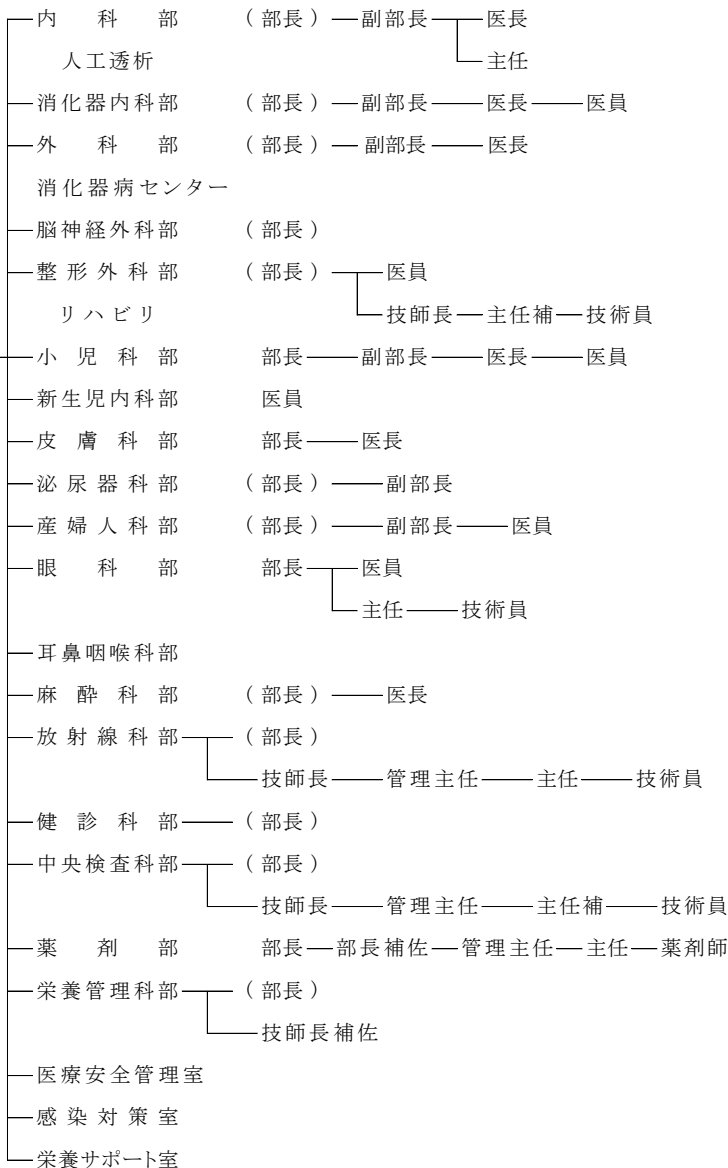 内科部 （部長） 副部長 医長
人工透析 主任
消化器内科部 （部長） 副部長 医長 医員
外科部 （部長） 副部長 医長
消化器病センター
脳神経外科部 （部長）
整形外科部 （部長） 医員
リハビリ 技師長 主任補 技術員
小児科部 部長 副部長 医長 医員
新生児内科部 医員
皮膚科部 部長 医長
泌尿器科部 （部長） 副部長
産婦人科部 （部長） 副部長 医員
眼科部 部長 医員
主任 技術員
耳鼻咽喉科部
麻酔科部 （部長） 医長
放射線科部 （部長）
技師長 管理主任 主任 技術員
健診科部 （部長）
中央検査科部 （部長）
技師長 管理主任 主任補 技術員
薬剤部 部長 部長補佐 管理主任 主任 薬剤師
栄養管理科部 （部長）
技師長補佐
医療安全管理室
感染対策室
栄養サポート室